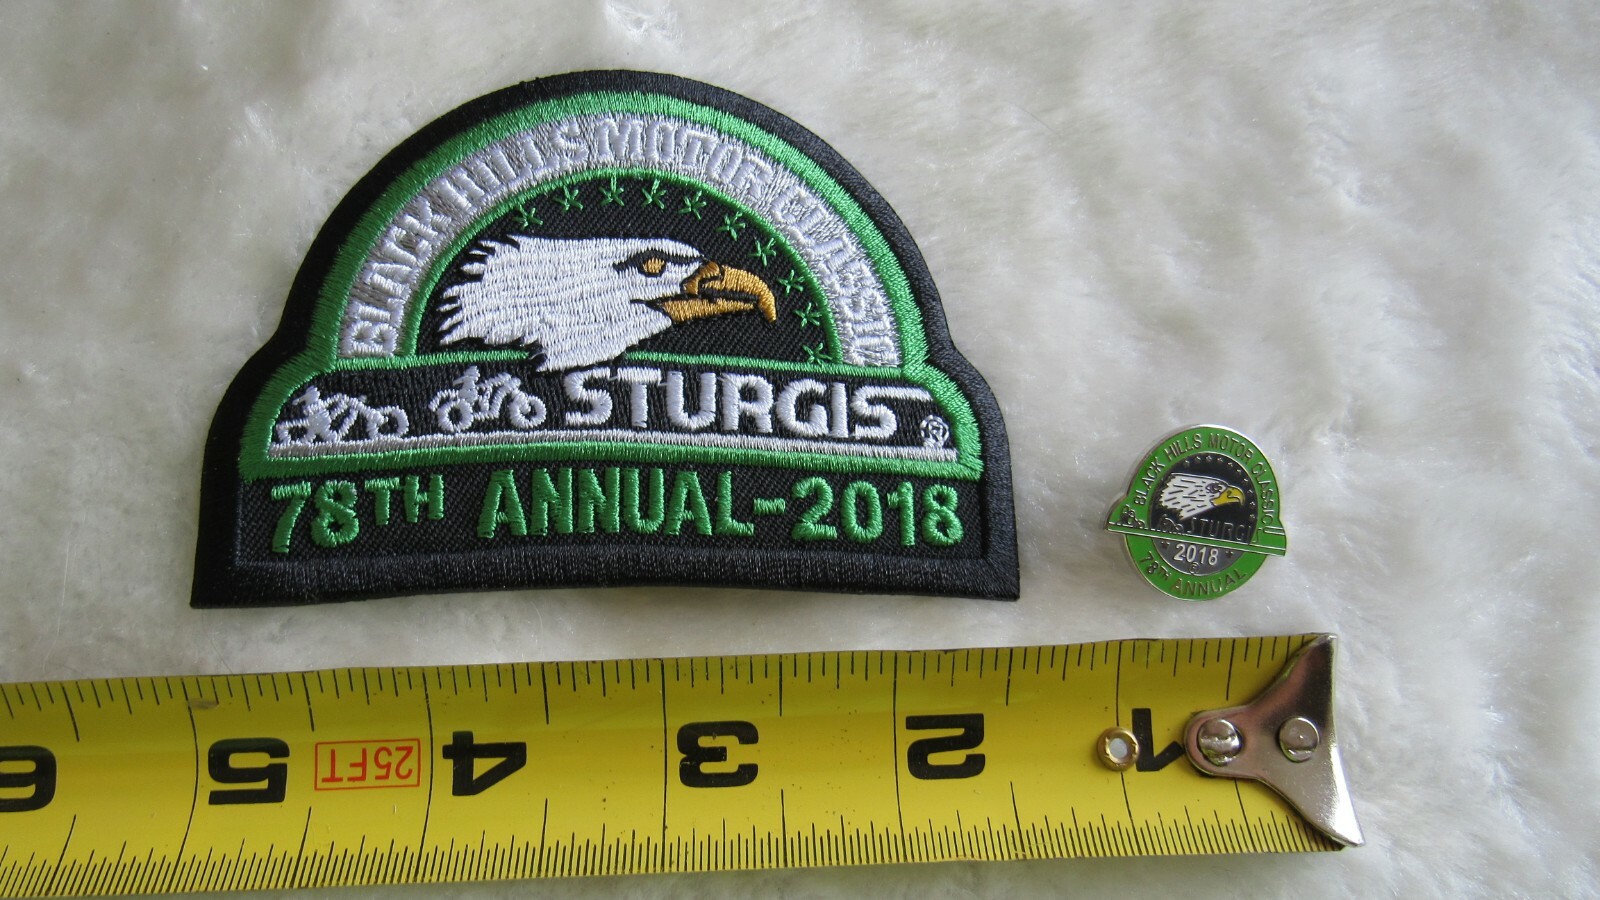 BLACK HILLS MOTOR CLASSIC
STURGIS ®
78TH ANNUAL-2018
BLACK HILLS MOTOR CLASSIC
STURGIS
2018
78TH ANNUAL
6 5 25FT 4 3 2 1